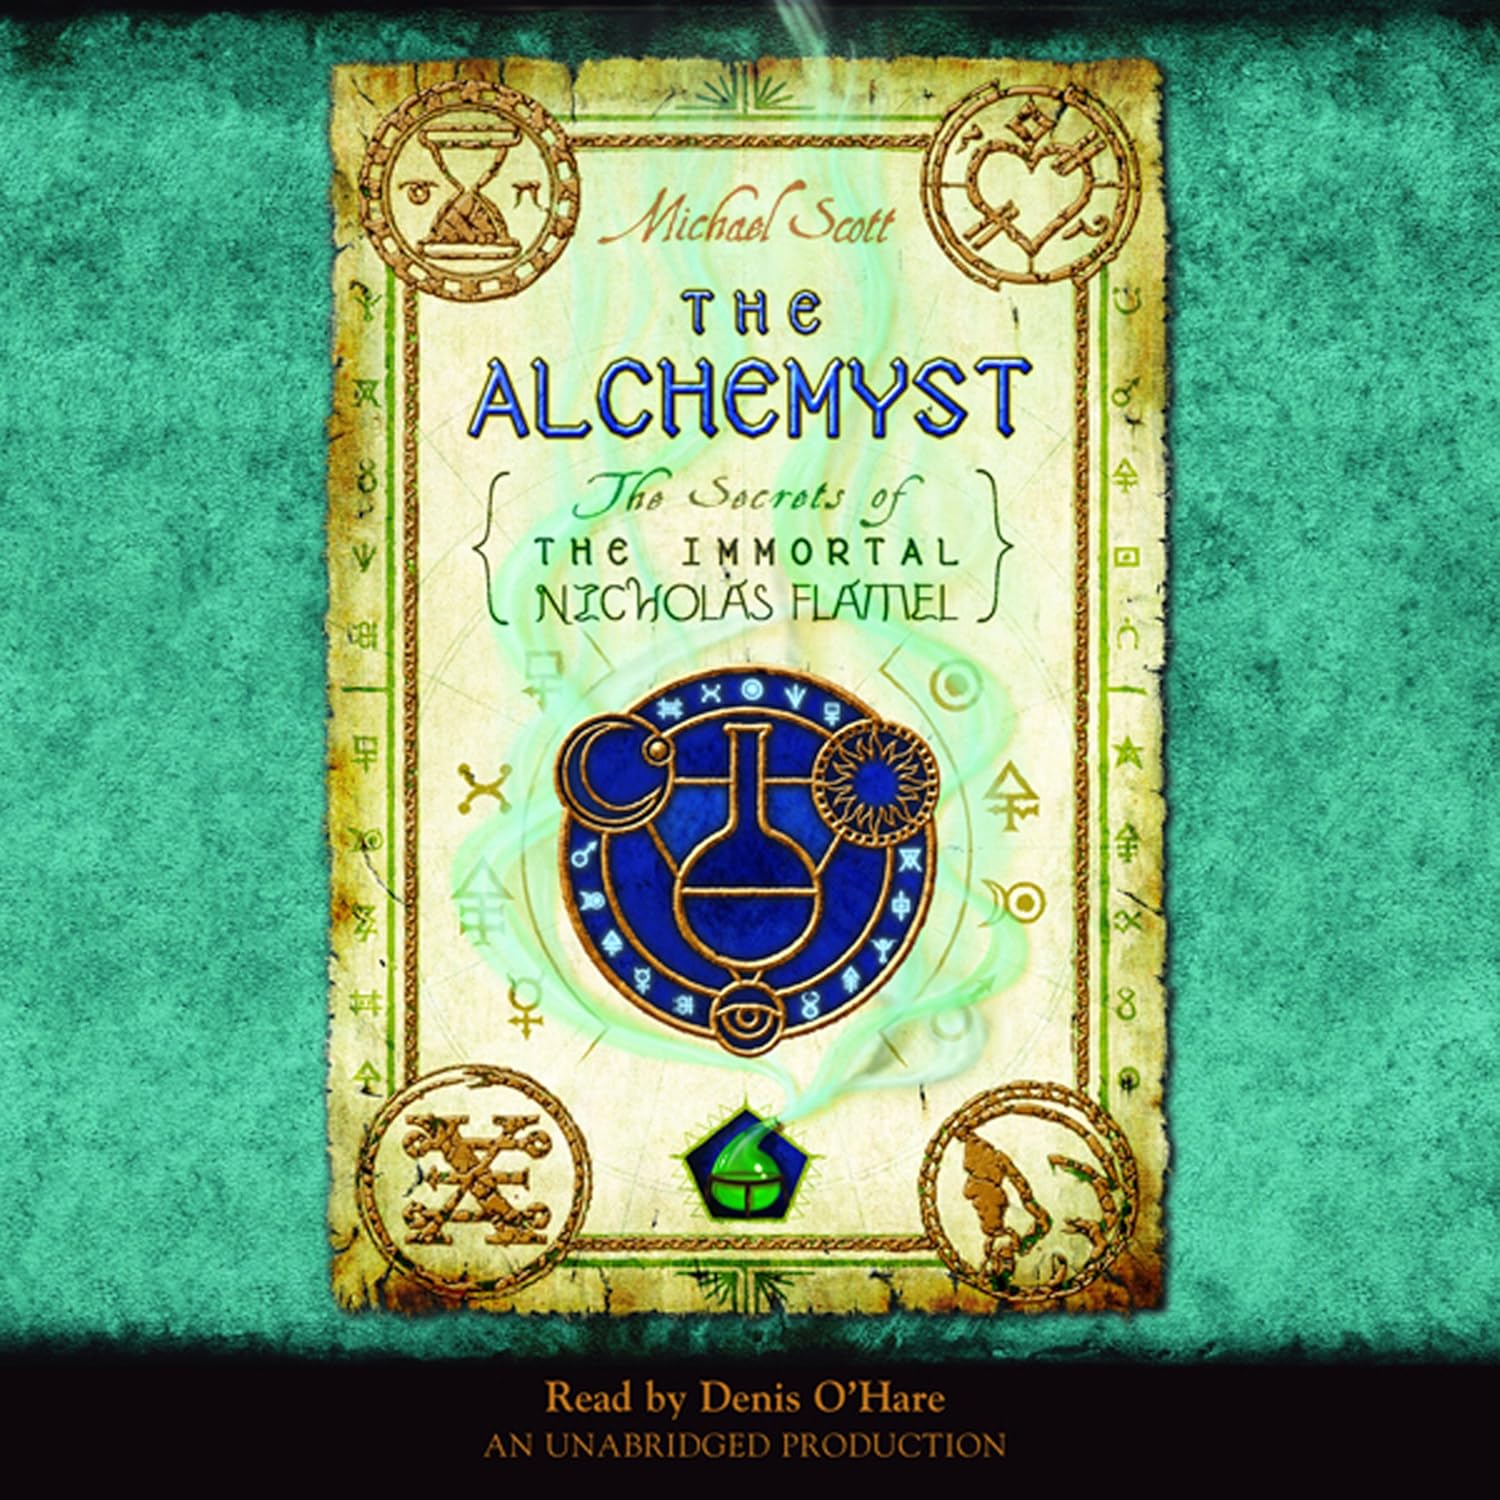 Michael Scott
THE
ALCHEMYST
The Secrets of
THE IMMORTAL
NICHOLAS FLAMEL
Read by Denis O'Hare
AN UNABRIDGED PRODUCTION